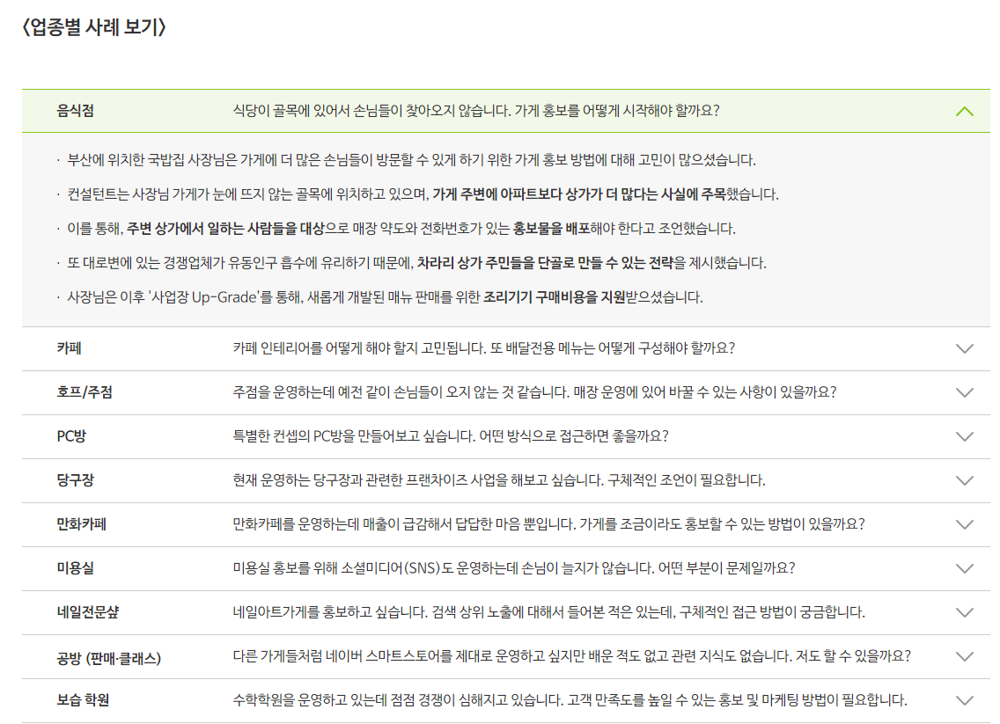 〈업종별 사례 보기〉
음식점 식당이 골목에 있어서 손님들이 찾아오지 않습니다. 가게 홍보를 어떻게 시작해야 할까요?
· 부산에 위치한 국밥집 사장님은 가게에 더 많은 손님들이 방문할 수 있게 하기 위한 가게 홍보 방법에 대해 고민이 많으셨습니다.
· 컨설턴트는 사장님 가게가 눈에 뜨지 않는 골목에 위치하고 있으며, 가게 주변에 아파트보다 상가가 더 많다는 사실에 주목했습니다.
· 이를 통해, 주변 상가에서 일하는 사람들을 대상으로 매장 약도와 전화번호가 있는 홍보물을 배포해야 한다고 조언했습니다.
· 또 대로변에 있는 경쟁업체가 유동인구 흡수에 유리하기 때문에, 차라리 상가 주민들을 단골로 만들 수 있는 전략을 제시했습니다.
· 사장님은 이후 '사업장 Up-Grade'를 통해, 새롭게 개발된 매뉴 판매를 위한 조리기기 구매비용을 지원받으셨습니다.
카페 카페 인테리어를 어떻게 해야 할지 고민됩니다. 또 배달전용 메뉴는 어떻게 구성해야 할까요?
호프/주점 주점을 운영하는데 예전 같이 손님들이 오지 않는 것 같습니다. 매장 운영에 있어 바꿀 수 있는 사항이 있을까요?
PC방 특별한 컨셉의 PC방을 만들어보고 싶습니다. 어떤 방식으로 접근하면 좋을까요?
당구장 현재 운영하는 당구장과 관련한 프랜차이즈 사업을 해보고 싶습니다. 구체적인 조언이 필요합니다.
만화카페 만화카페를 운영하는데 매출이 급감해서 답답한 마음 뿐입니다. 가게를 조금이라도 홍보할 수 있는 방법이 있을까요?
미용실 미용실 홍보를 위해 소셜미디어(SNS)도 운영하는데 손님이 늘지가 않습니다. 어떤 부분이 문제일까요?
네일전문샾 네일아트가게를 홍보하고 싶습니다. 검색 상위 노출에 대해서 들어본 적은 있는데, 구체적인 접근 방법이 궁금합니다.
공방 (판매·클래스) 다른 가게들처럼 네이버 스마트스토어를 제대로 운영하고 싶지만 배운 적도 없고 관련 지식도 없습니다. 저도 할 수 있을까요?
보습 학원 수학학원을 운영하고 있는데 점점 경쟁이 심해지고 있습니다. 고객 만족도를 높일 수 있는 홍보 및 마케팅 방법이 필요합니다.